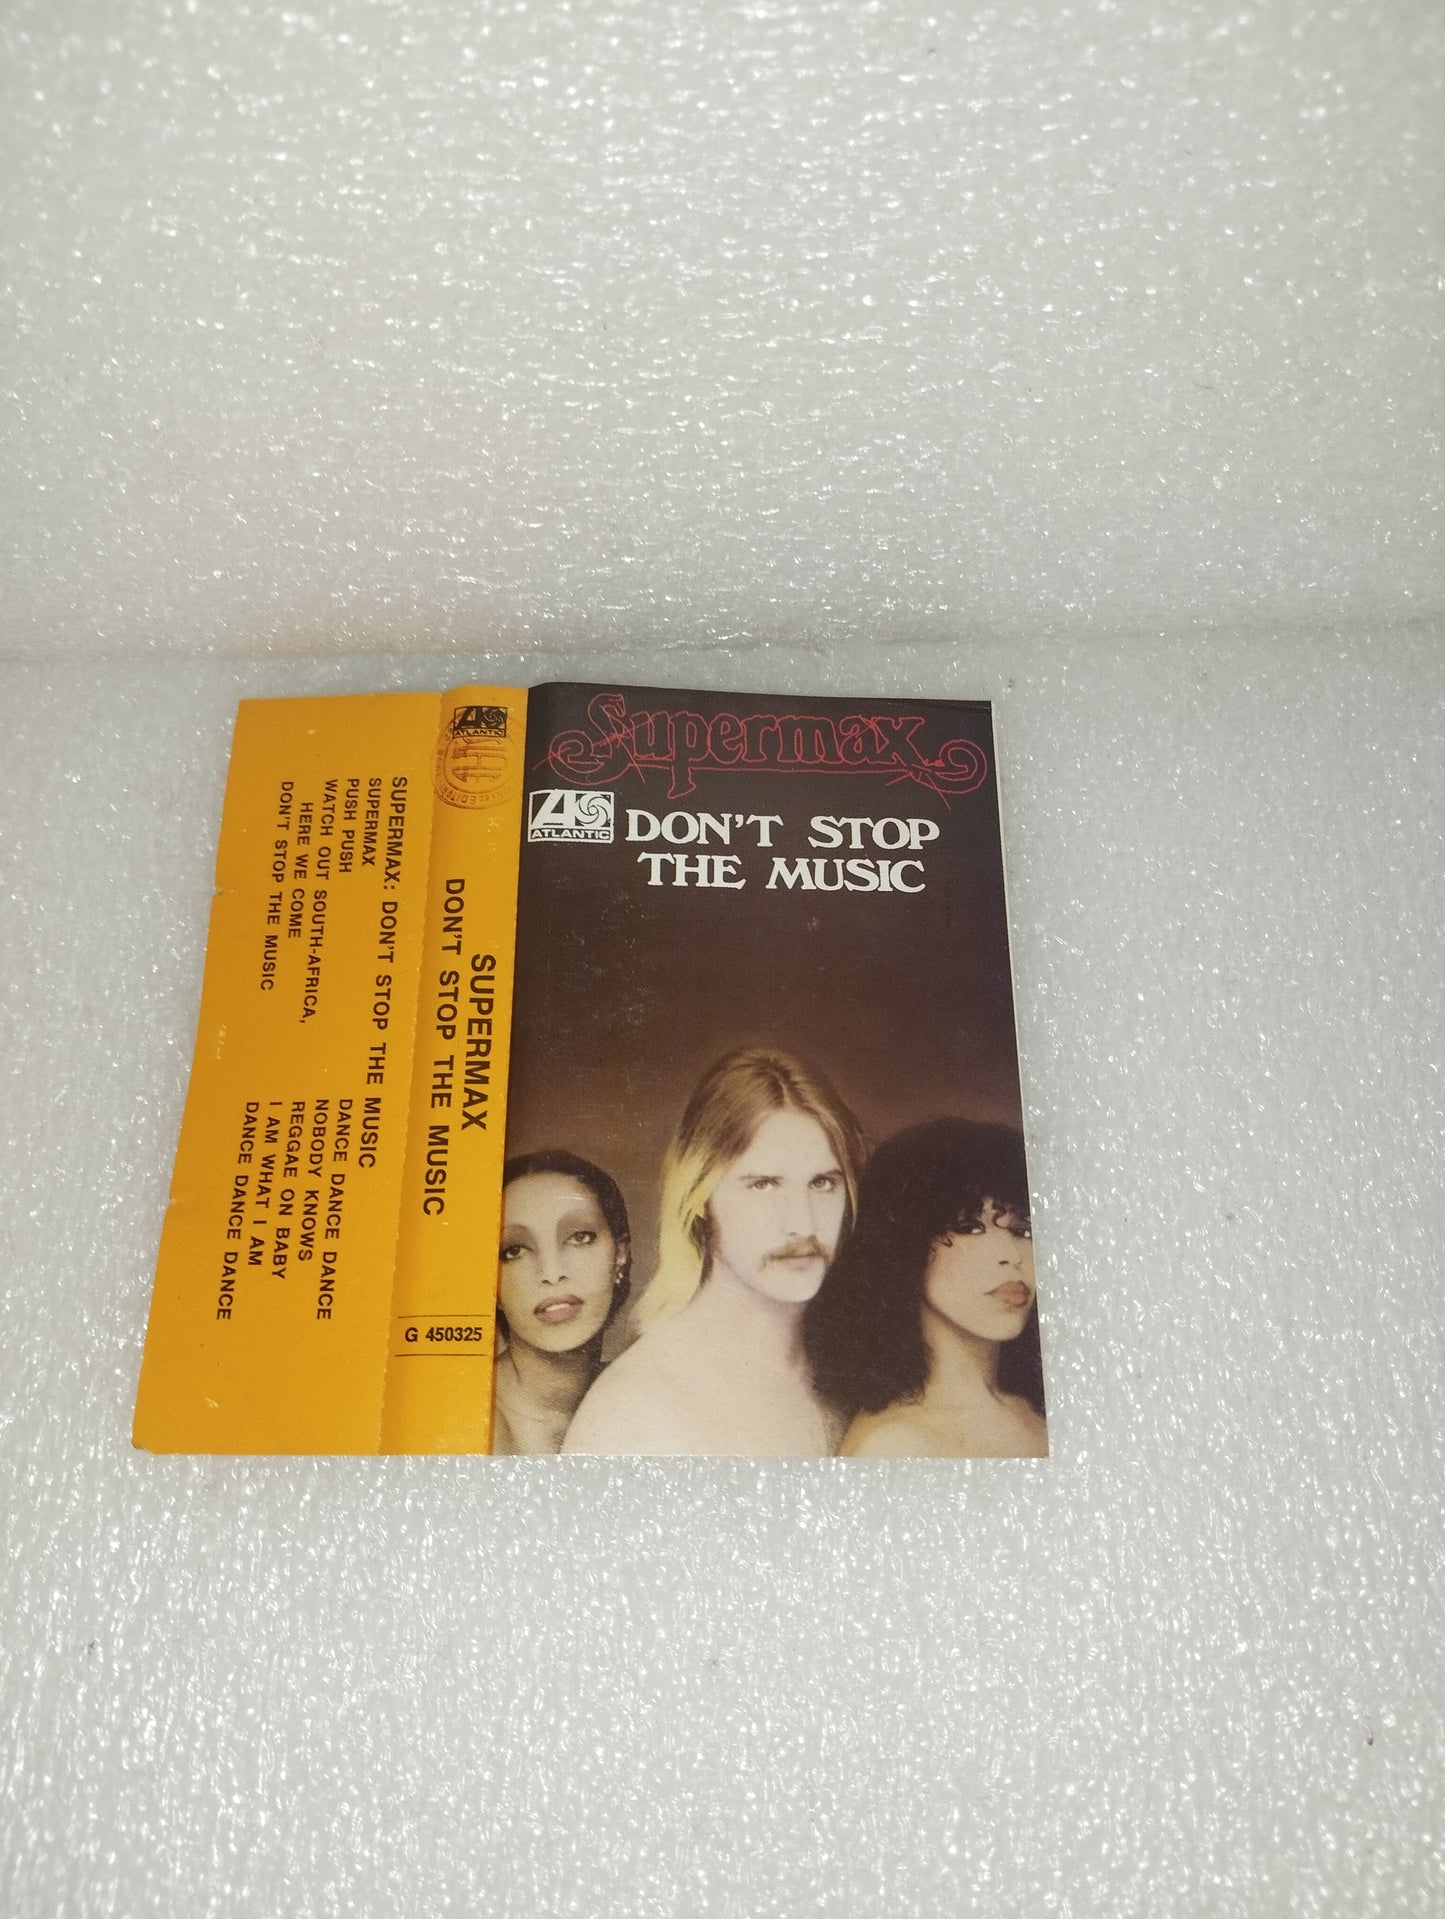 Supermax
ATLANTIC
DON'T STOP
THE MUSIC
ATLANTIC
SUPERMAX
DON'T STOP THE MUSIC
G 450325
SUPERMAX: DON'T STOP THE MUSIC
SUPERMAX
PUSH PUSH
WATCH OUT SOUTH-AFRICA,
HERE WE COME
DON'T STOP THE MUSIC
DANCE DANCE DANCE
NOBODY KNOWS
REGGAE ON BABY
I AM WHAT I AM
DANCE DANCE DANCE